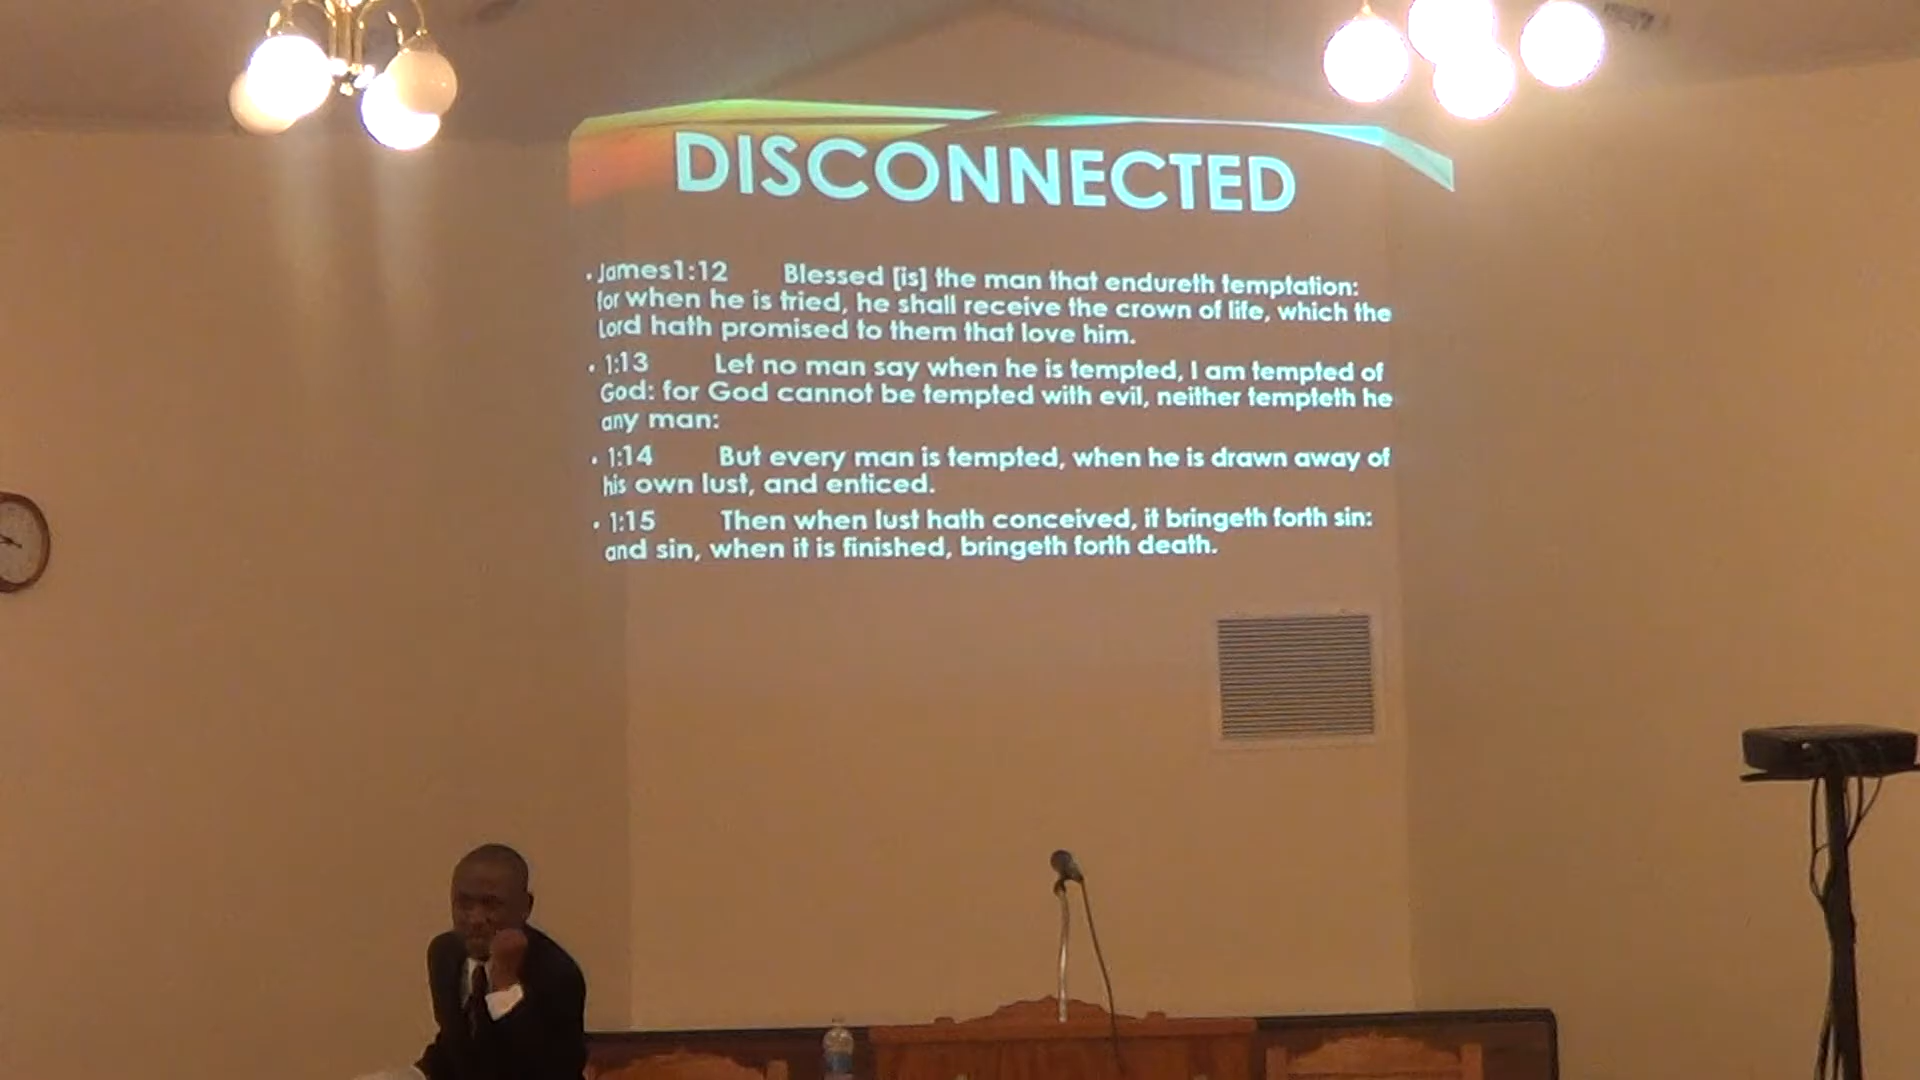 DISCONNECTED
• James1:12 Blessed [is] the man that endureth temptation:
for when he is tried, he shall receive the crown of life, which the
Lord hath promised to them that love him.
• 1:13 Let no man say when he is tempted, I am tempted of
God: for God cannot be tempted with evil, neither tempteth he
any man:
• 1:14 But every man is tempted, when he is drawn away of
his own lust, and enticed.
• 1:15 Then when lust hath conceived, it bringeth forth sin:
and sin, when it is finished, bringeth forth death.